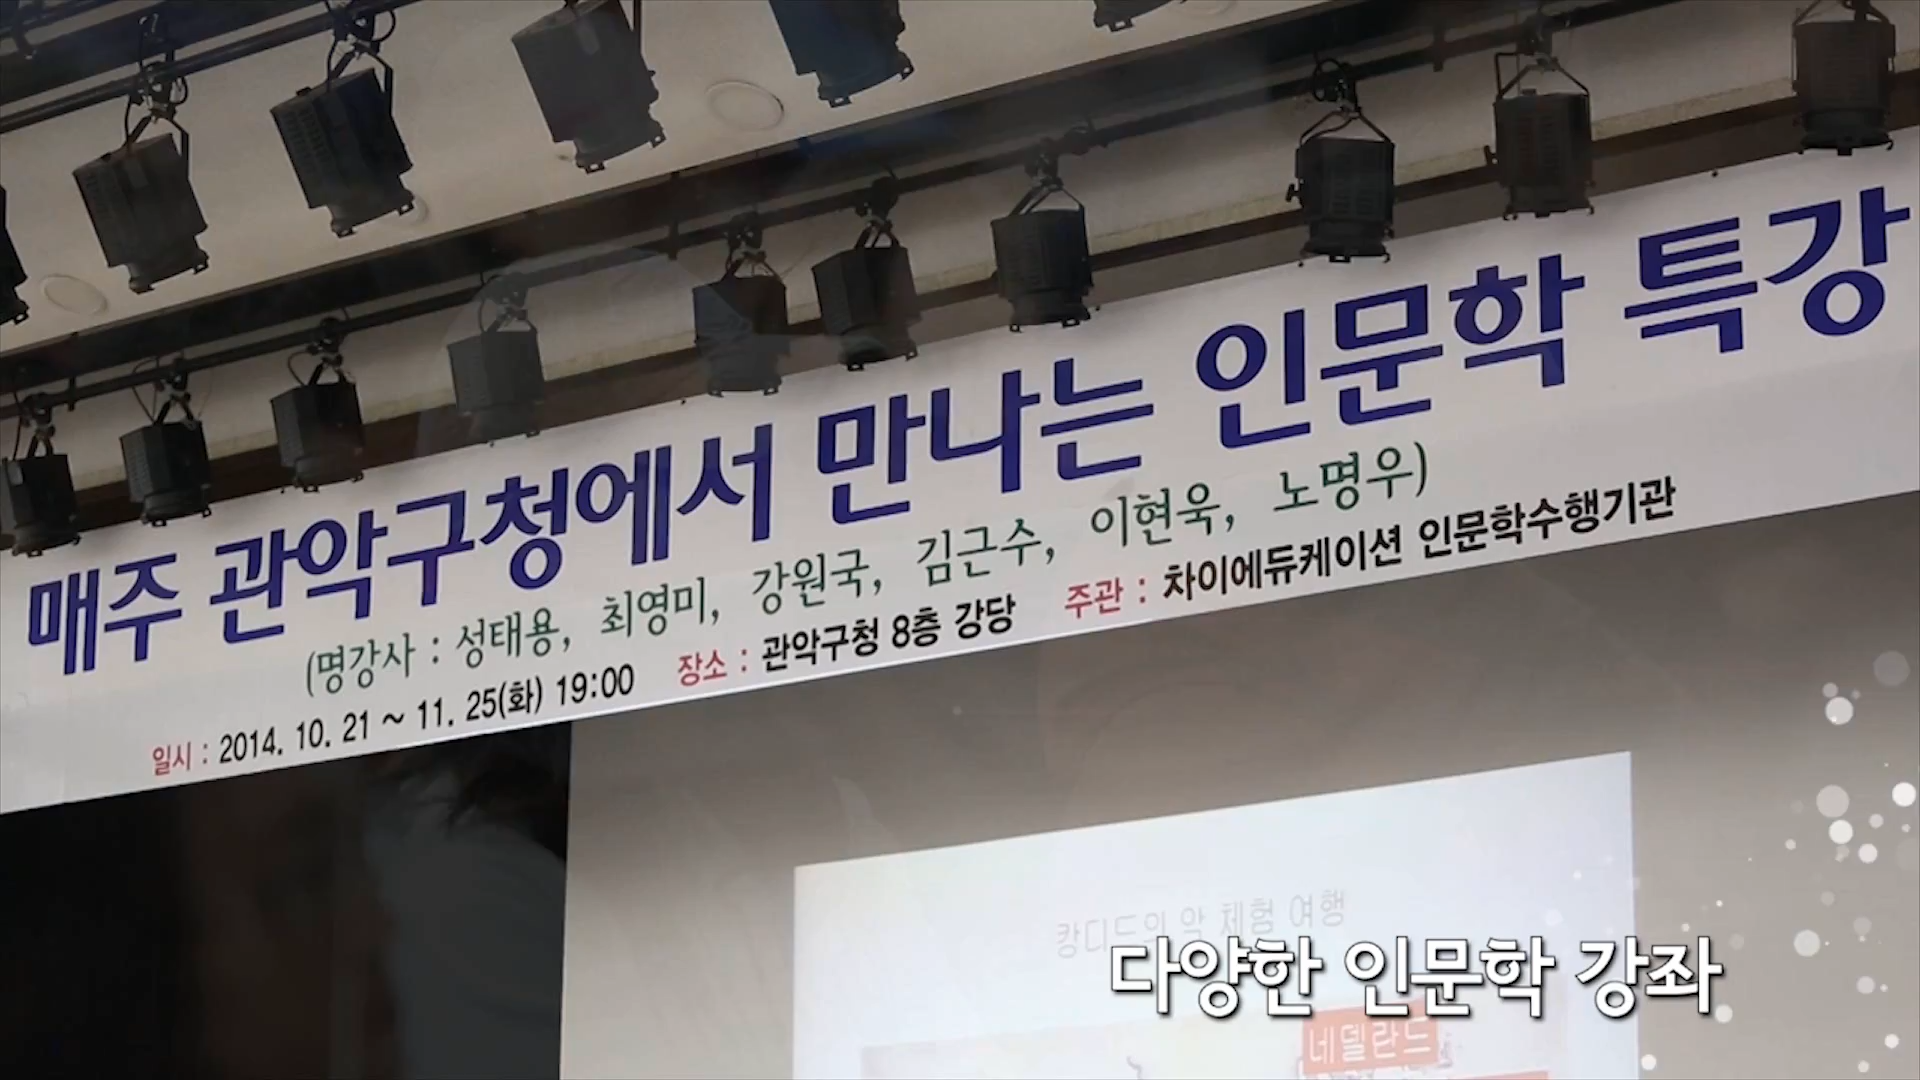 매주 관악구청에서 만나는 인문학 특강
(명강사 : 성태용, 최영미, 강원국, 김근수, 이현욱, 노명우)
일시 : 2014. 10. 21 ~ 11. 25(화) 19:00 장소 : 관악구청 8층 강당 주관 : 차이에듀케이션 인문학수행기관
캉디드의 악 체험 여행
다양한 인문학 강좌
네델란드